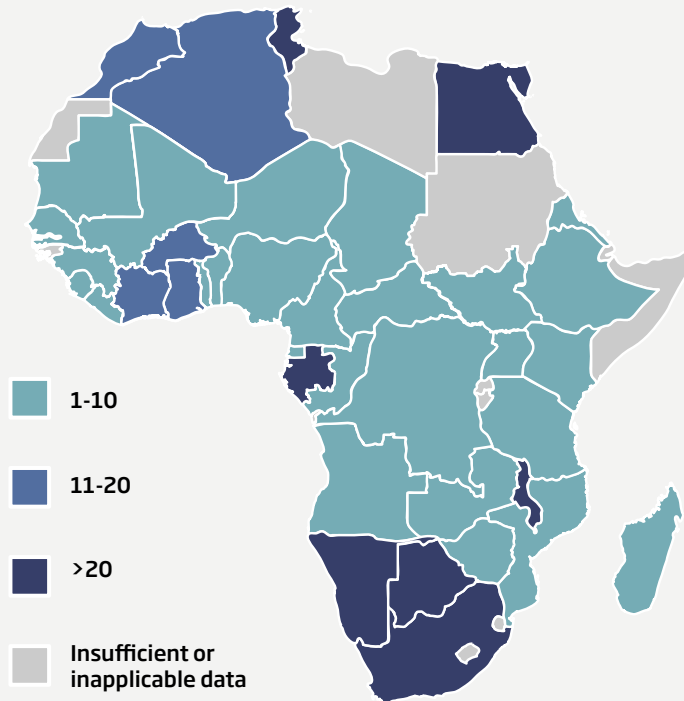 1-10
11-20
>20
Insufficient or
inapplicable data